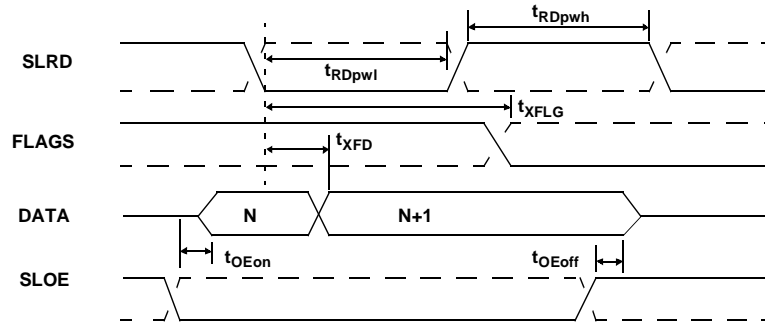 tRDpwh
SLRD
tRDpwl
tXFLG
FLAGS
tXFD
DATA
N
N+1
tOEon
tOEoff
SLOE